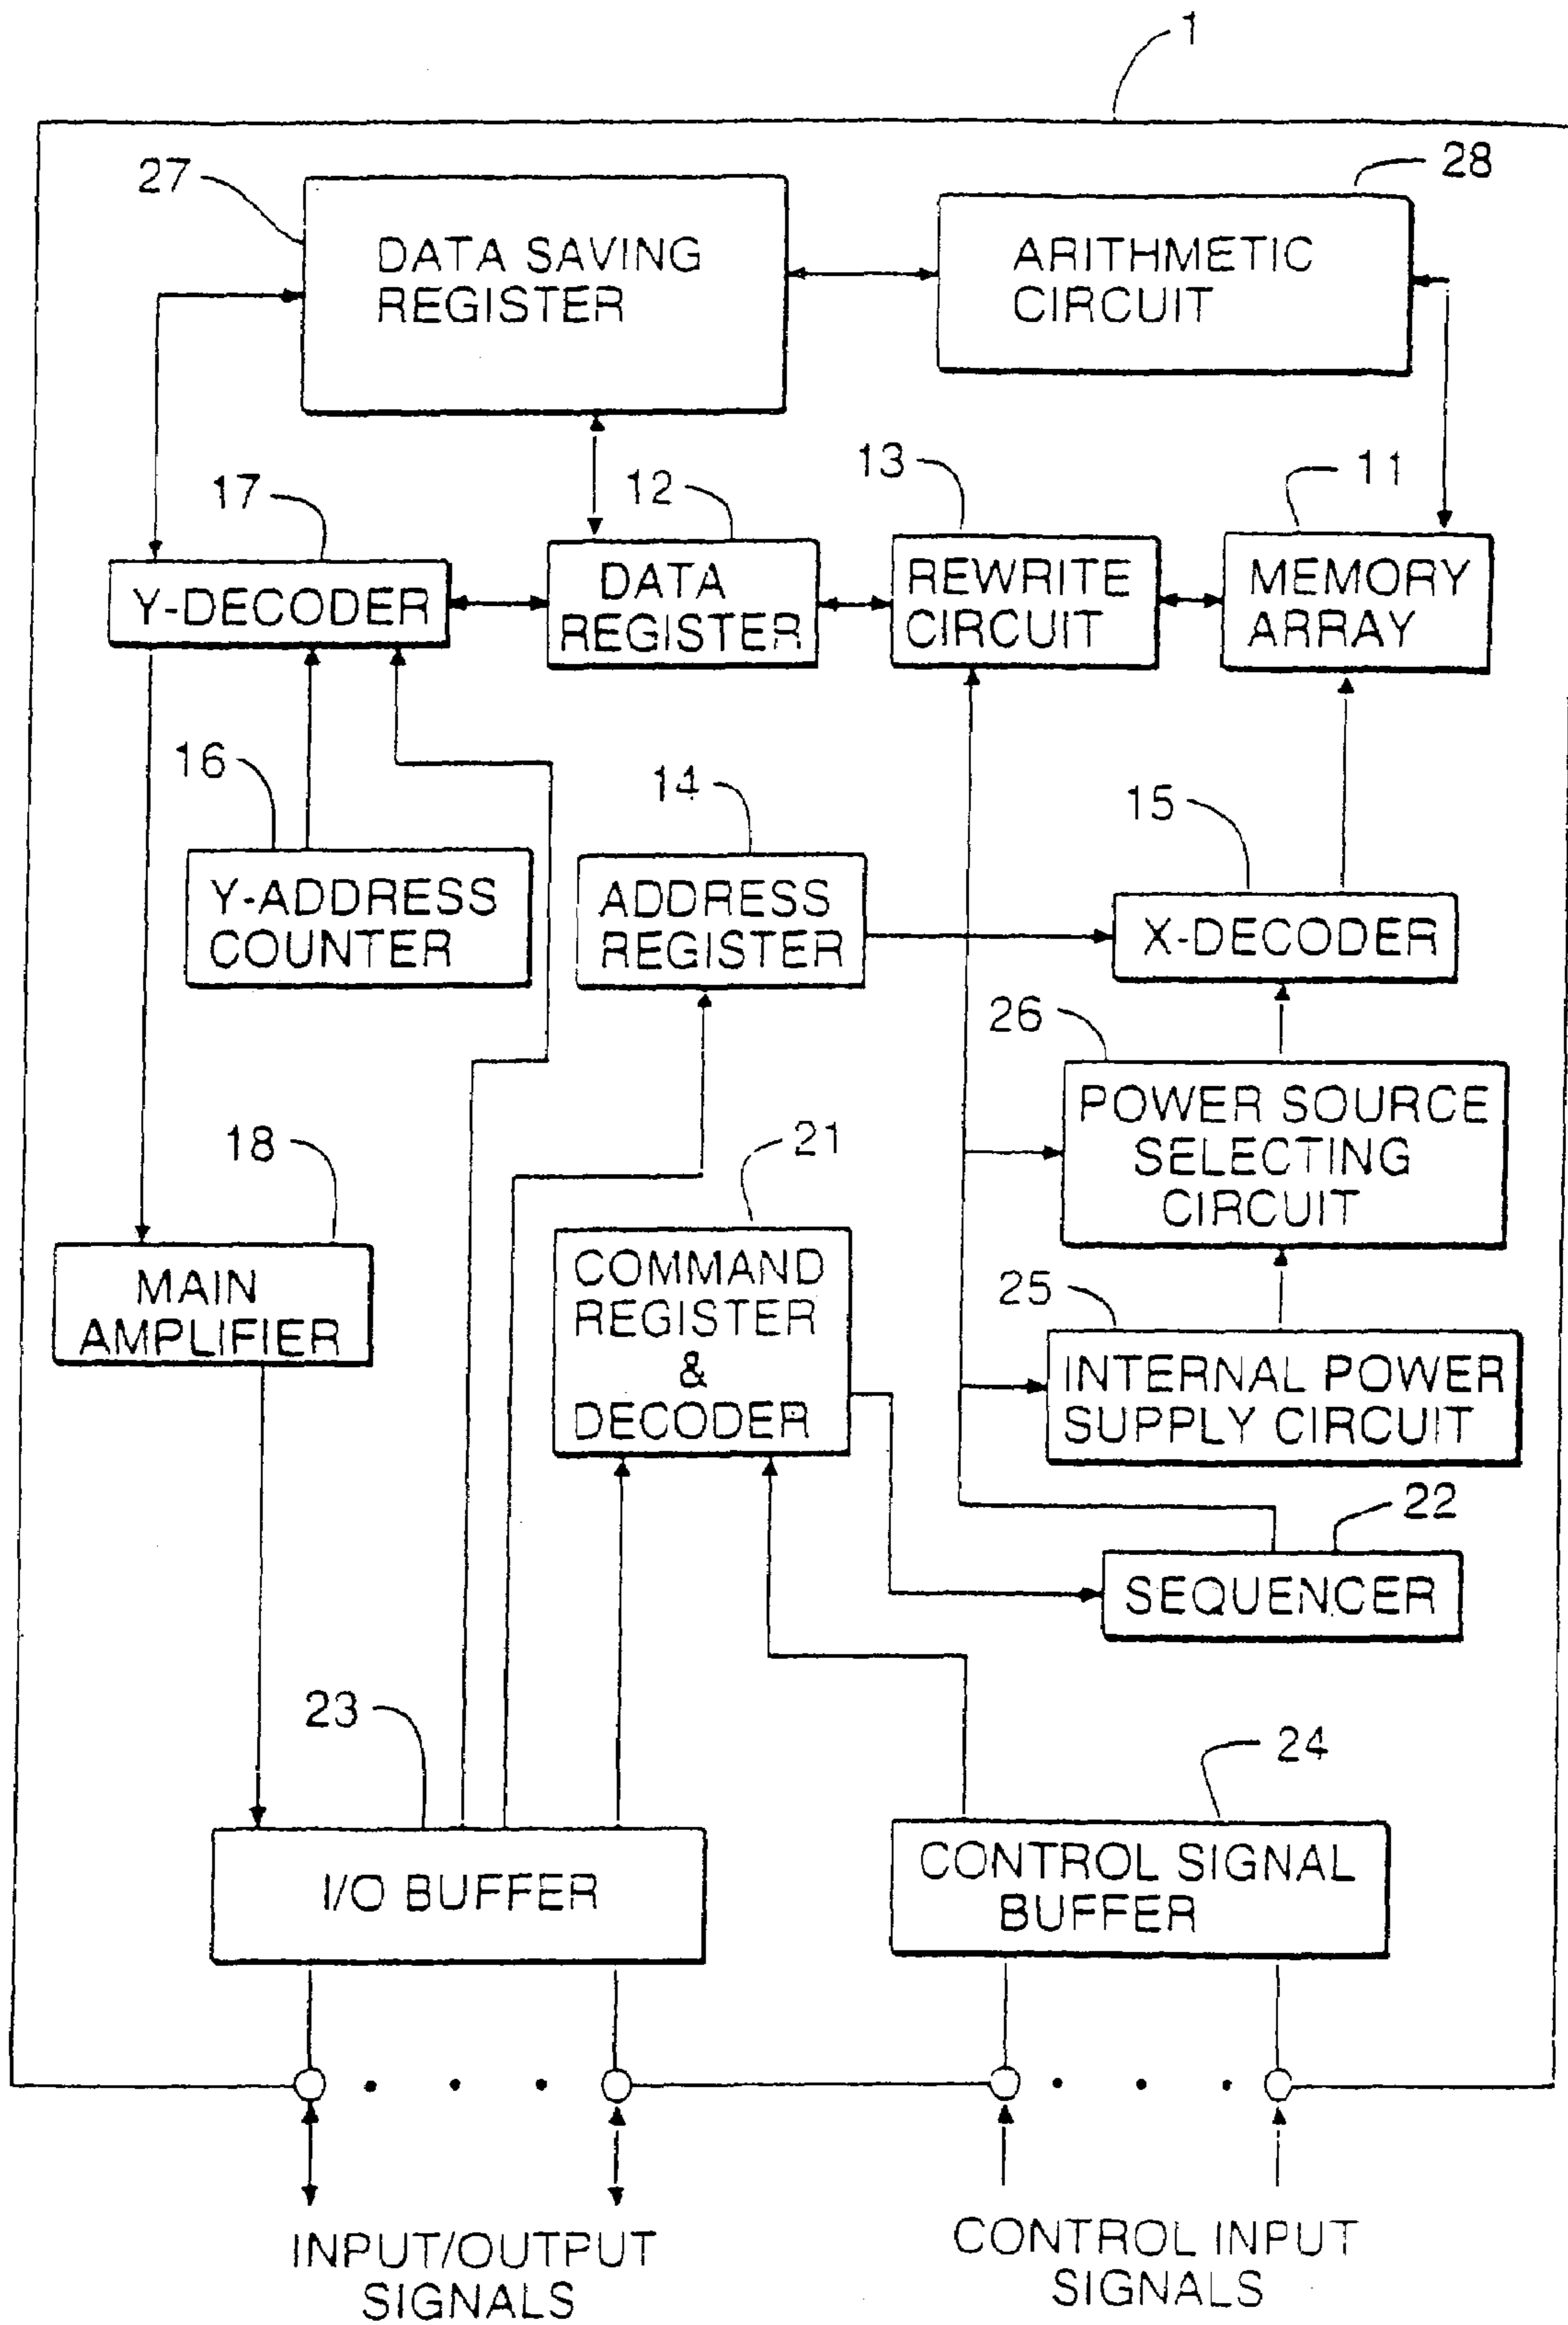 1
27
28
DATA SAVING
REGISTER
ARITHMETIC
CIRCUIT
17
12
13
11
Y-DECODER
DATA
REGISTER
REWRITE
CIRCUIT
MEMORY
ARRAY
16
14
15
Y-ADDRESS
COUNTER
ADDRESS
REGISTER
X-DECODER
26
POWER SOURCE
SELECTING
CIRCUIT
18
21
MAIN
AMPLIFIER
COMMAND
REGISTER
&
DECODER
25
INTERNAL POWER
SUPPLY CIRCUIT
22
SEQUENCER
23
24
I/O BUFFER
CONTROL SIGNAL
BUFFER
INPUT/OUTPUT
SIGNALS
CONTROL INPUT
SIGNALS